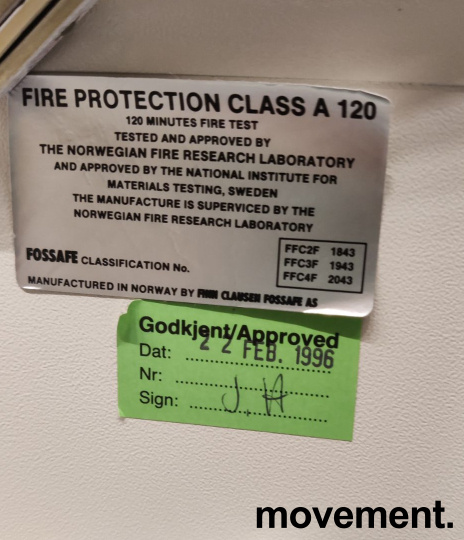 FIRE PROTECTION CLASS A 120
120 MINUTES FIRE TEST
TESTED AND APPROVED BY
THE NORWEGIAN FIRE RESEARCH LABORATORY
AND APPROVED BY THE NATIONAL INSTITUTE FOR
MATERIALS TESTING, SWEDEN
THE MANUFACTURE IS SUPERVICED BY THE
NORWEGIAN FIRE RESEARCH LABORATORY
FOSSAFE CLASSIFICATION No.
FFC2F 1843
FFC3F 1943
FFC4F 2043
MANUFACTURED IN NORWAY BY FINN CLAUSEN FOSSAFE AS
Godkjent/Approved
Dat: 22 FEB. 1996
Nr:
Sign: J. H
movement.